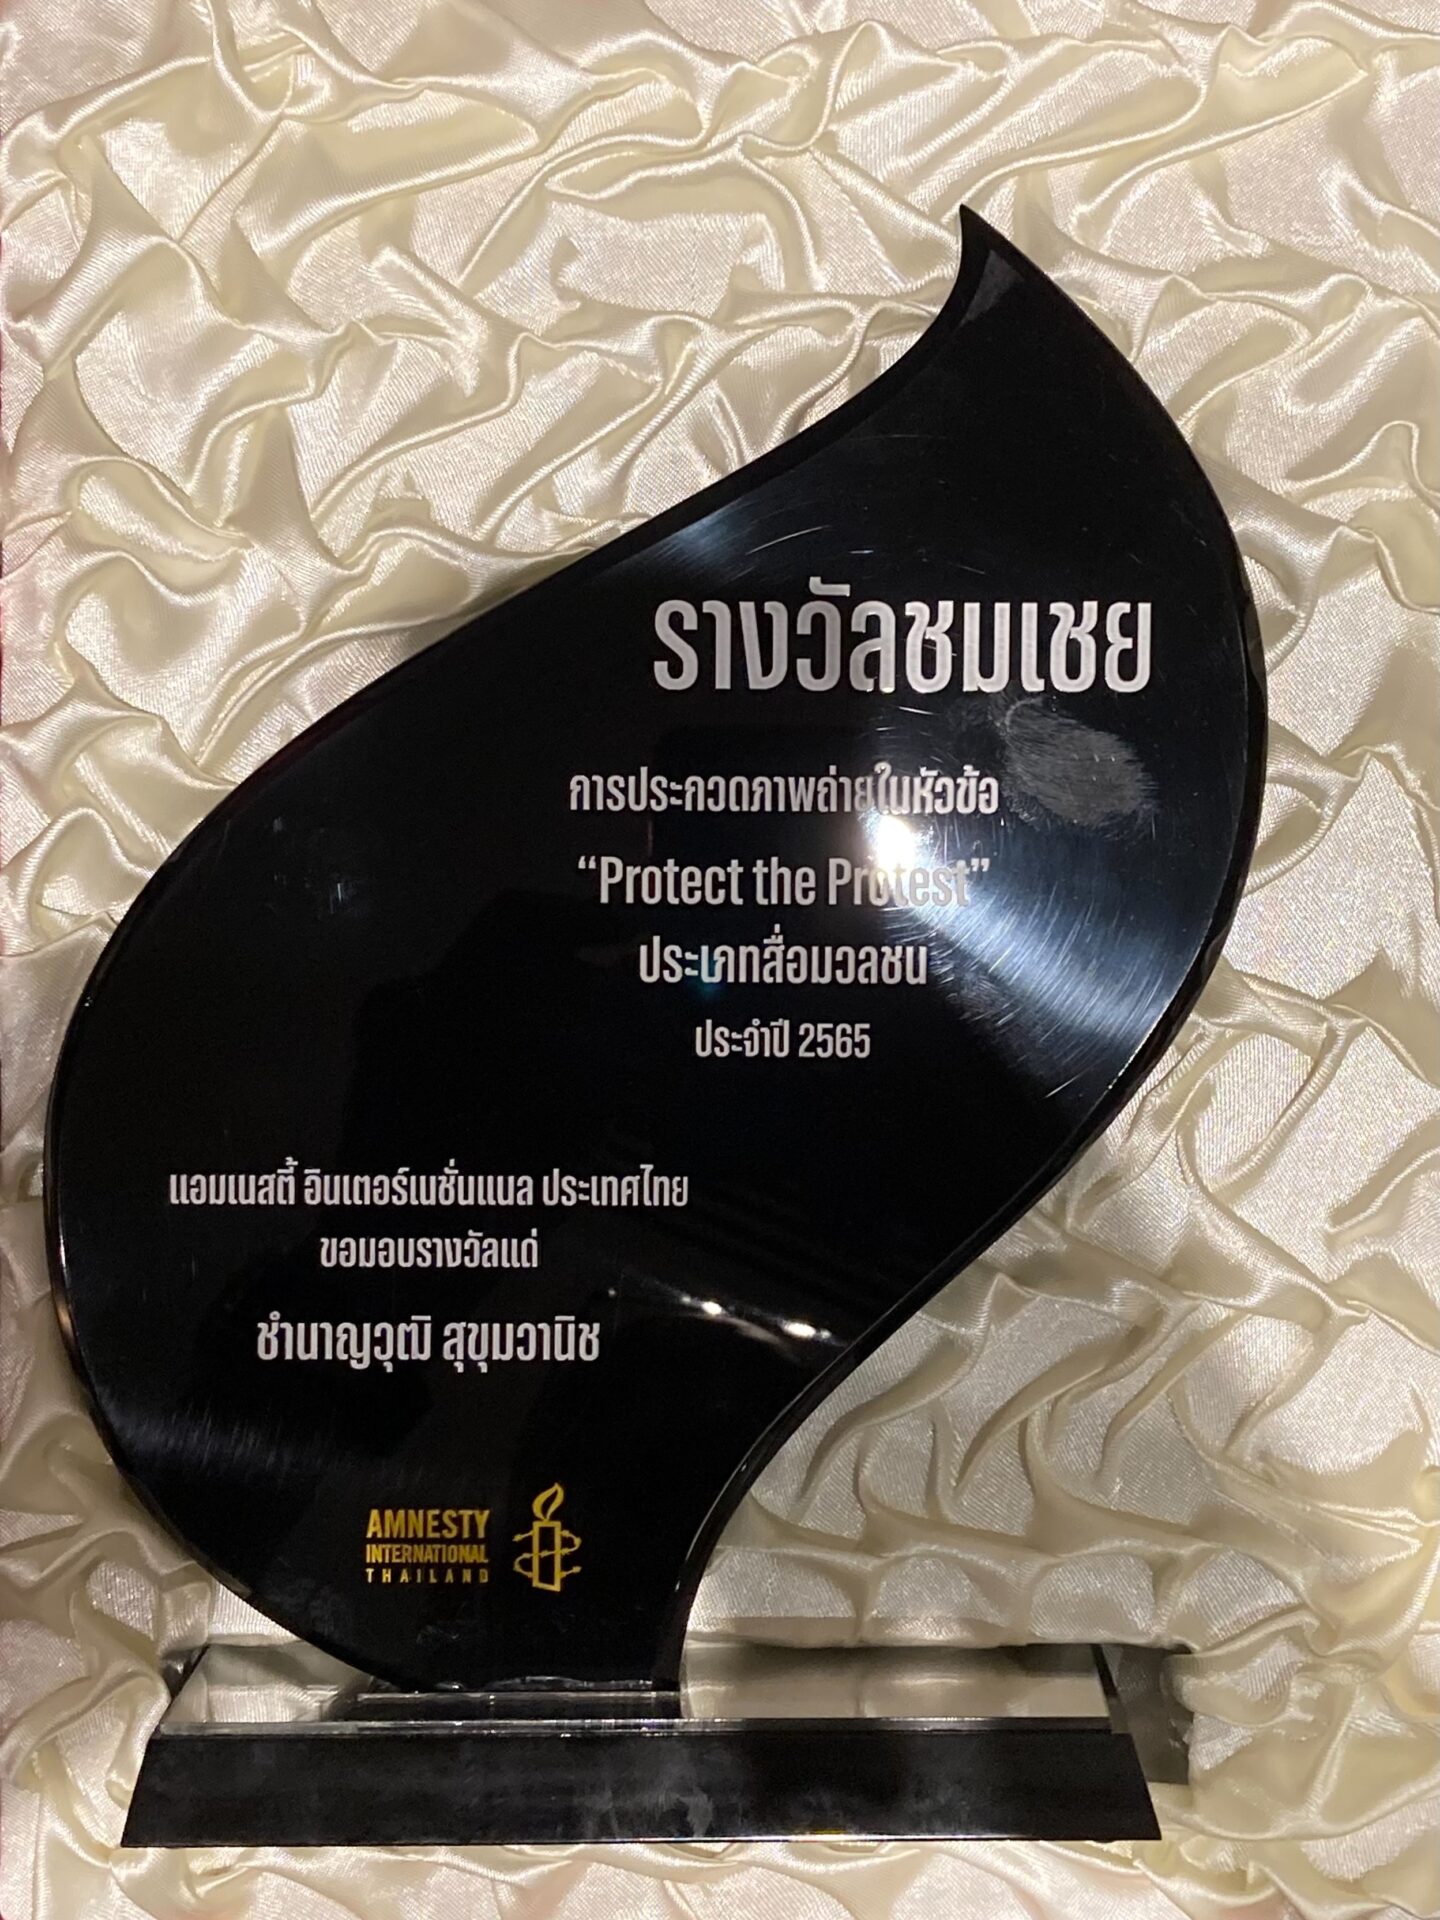 รางวัลชมเชย
การประกวดภาพถ่ายในหัวข้อ
“Protect the Protest”
ประเภทสื่อมวลชน
ประจำปี 2565
แอมเนสตี้ อินเตอร์เนชั่นแนล ประเทศไทย
ขอมอบรางวัลแด่
ชำนาญวุฒิ สุขุมวานิช
AMNESTY
INTERNATIONAL
THAILAND